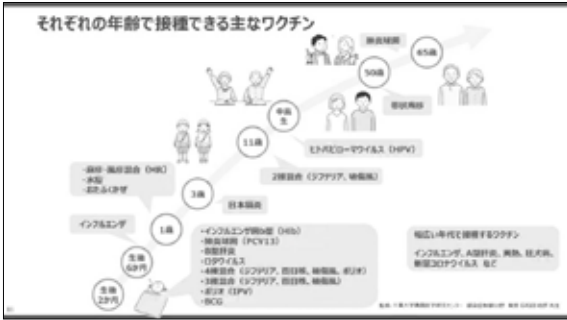 それぞれの年齢で接種できる主なワクチン
65歳
肺炎球菌
50歳
帯状疱疹
中高
生
ヒトパピローマウイルス（HPV）
11歳
2種混合（ジフテリア、破傷風）
・麻疹・風疹混合（MR）
・水痘
・おたふくかぜ
3歳
日本脳炎
インフルエンザ
1歳
生後
6か月
・インフルエンザ菌b型（Hib）
・肺炎球菌（PCV13）
・B型肝炎
・ロタウイルス
・4種混合（ジフテリア、百日咳、破傷風、ポリオ）
・3種混合（ジフテリア、百日咳、破傷風）
・ポリオ（IPV）
・BCG
生後
2か月
幅広い年代で接種するワクチン
インフルエンザ、A型肝炎、黄熱、狂犬病、
新型コロナウイルス など